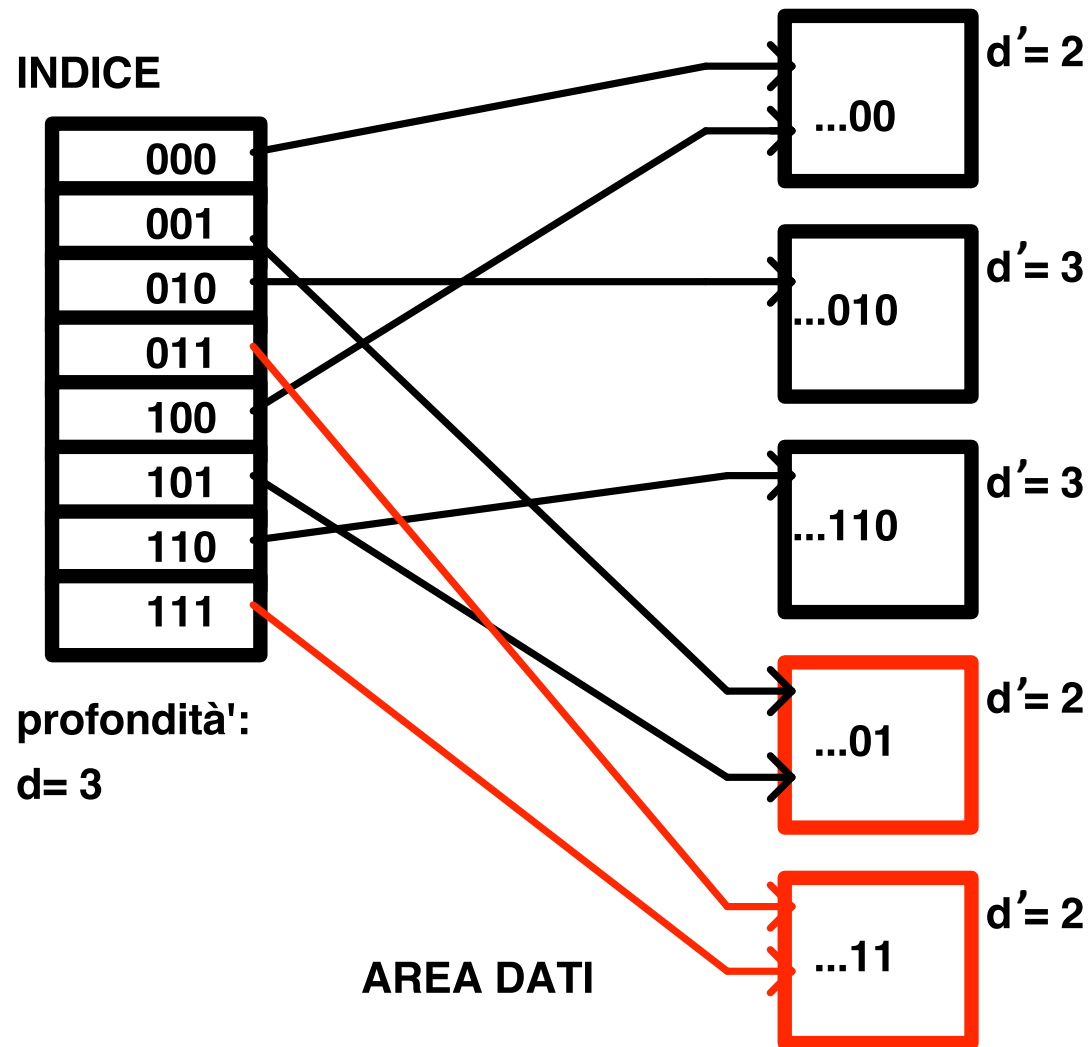 INDICE
000
001
010
011
100
101
110
111
profondità':
d= 3
...00
d′= 2
...010
d′= 3
...110
d′= 3
...01
d′= 2
...11
d′= 2
AREA DATI